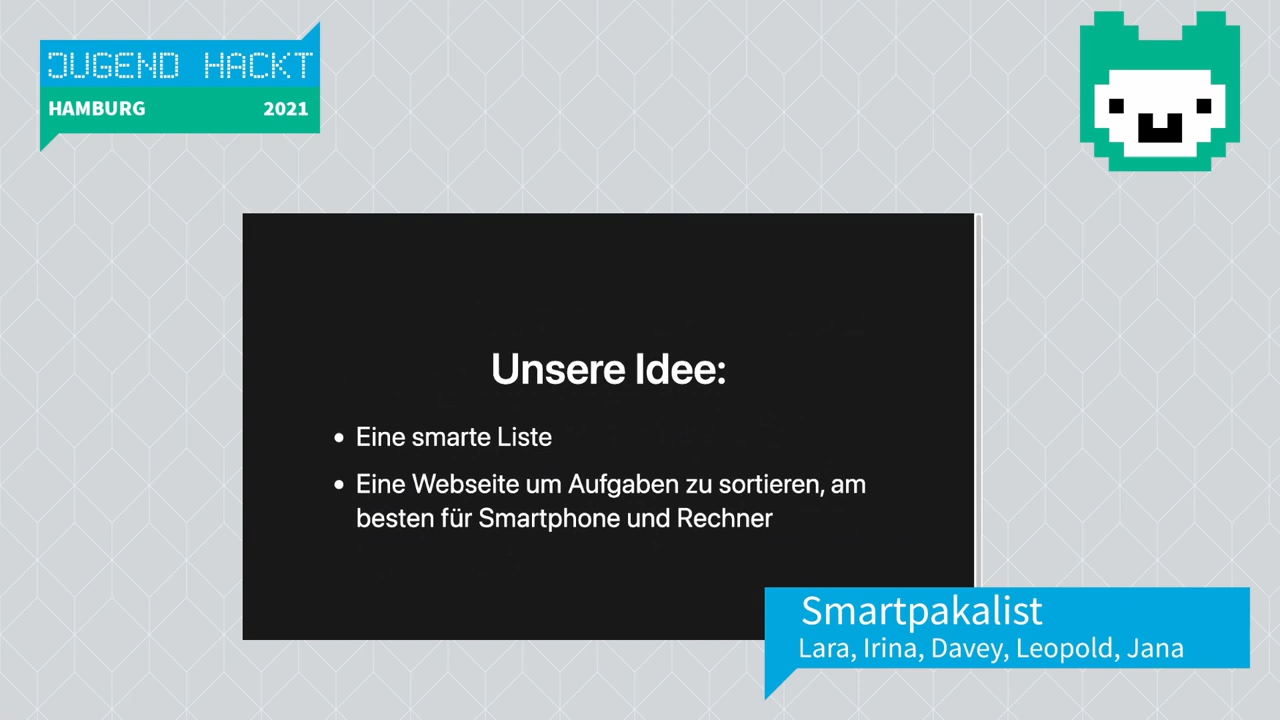 JUGEND HACKT
HAMBURG 2021
Unsere Idee:
• Eine smarte Liste
• Eine Webseite um Aufgaben zu sortieren, am
besten für Smartphone und Rechner
Smartpakalist
Lara, Irina, Davey, Leopold, Jana